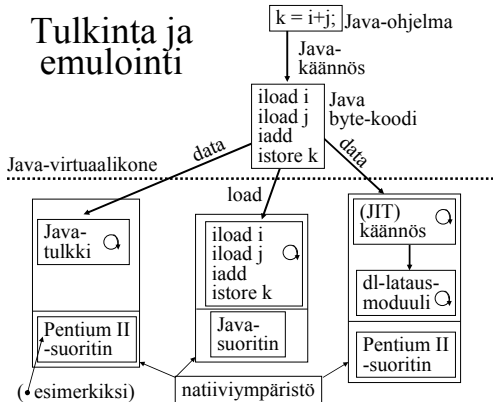 Tulkinta ja
emulointi
k = i+j;
Java-ohjelma
Java-
käännös
iload i
iload j
iadd
istore k
Java
byte-koodi
data
data
Java-virtuaalikone
load
Java-
tulkki
iload i
iload j
iadd
istore k
(JIT)
käännös
dl-lataus-
moduuli
Pentium II
-suoritin
Java-
suoritin
Pentium II
-suoritin
(esimerkiksi)
natiiviympäristö